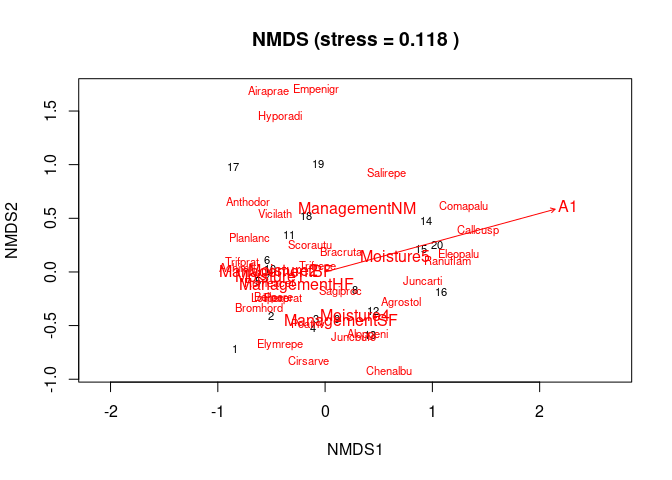 NMDS (stress = 0.118 )
Airaprae
Empenigr
Hyporadi
17
19
Salirepe
Anthodor
Vicilath
18
ManagementNM
Comapalu
A1
14
Callcusp
Planlanc
11
Scorautu
Bracruta
Moisture5
15
20
Eleopalu
Ranuflam
6
Trifrepe
ManagementHF
Juncarti
Sagiproc
8
16
Agrostol
Bromhord
2
3
9
Moisture4
ManagementSF
4
12
1
Elymrepe
Cirsarve
Chenalbu
NMDS1
NMDS2
-2
-1
0
1
2
-1.0
-0.5
0.0
0.5
1.0
1.5